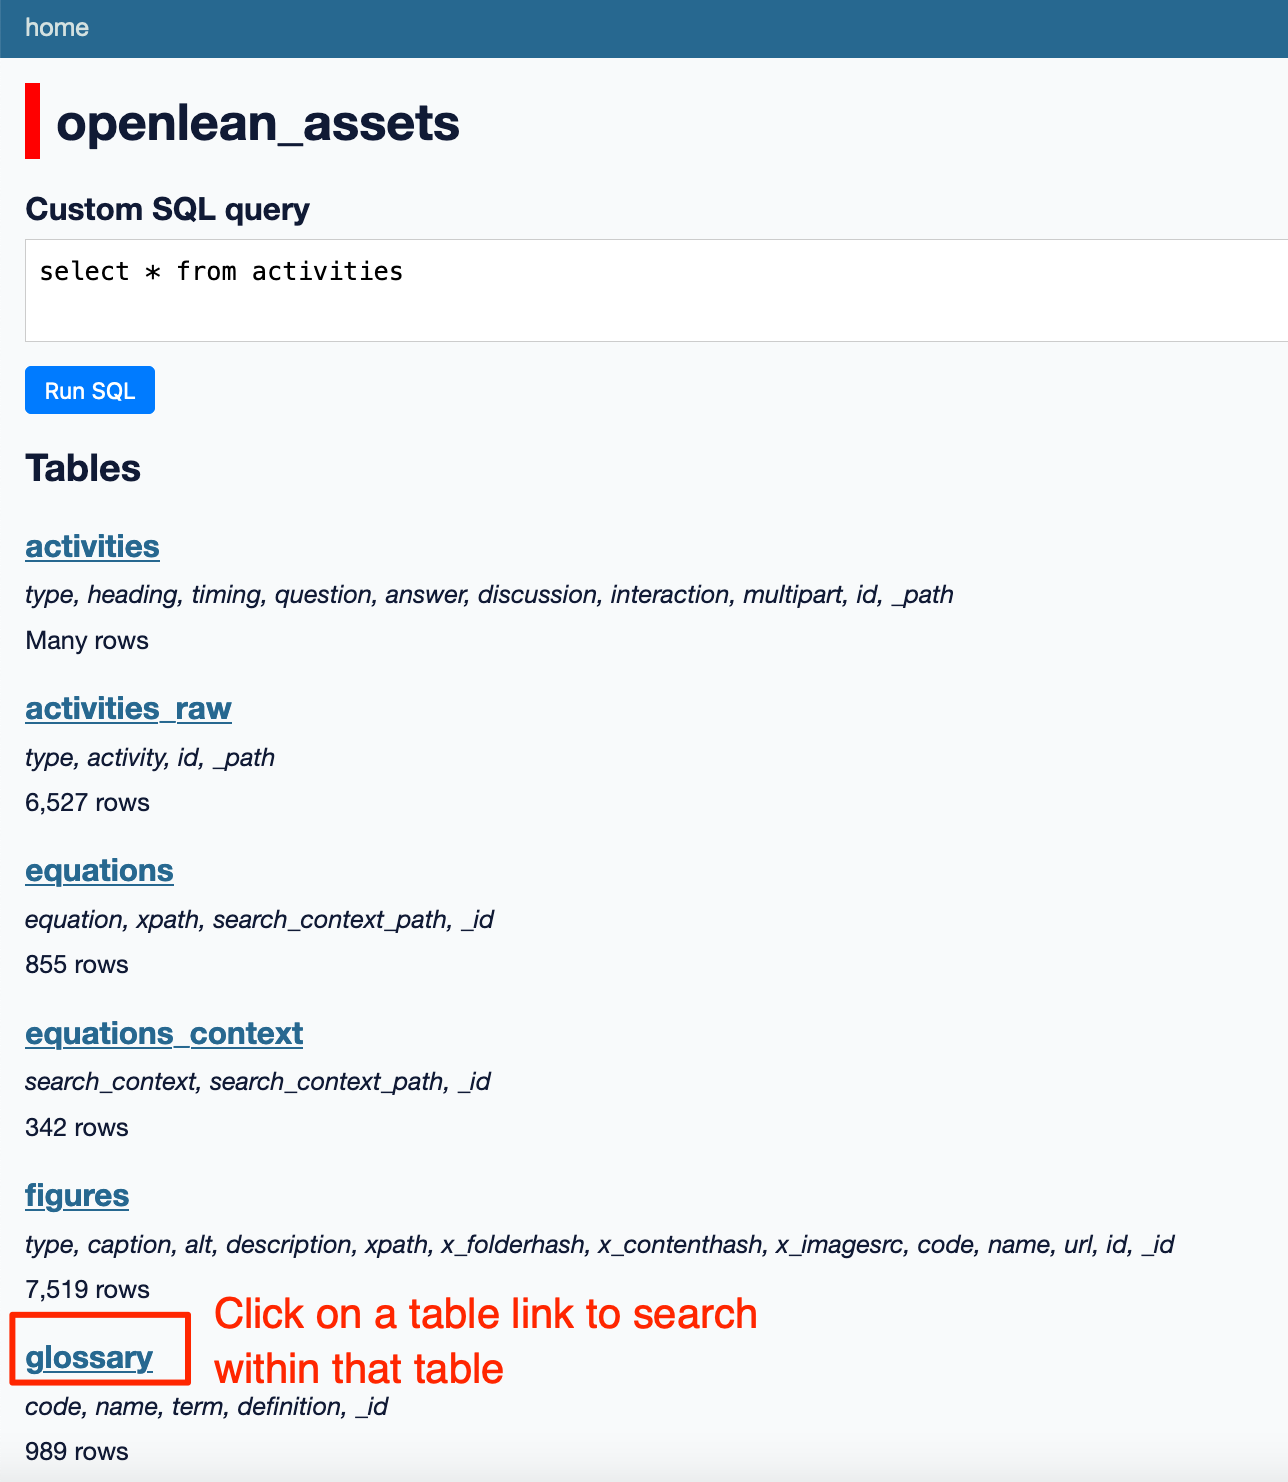 home
openlean_assets
Custom SQL query
select * from activities
Run SQL
Tables
activities
type, heading, timing, question, answer, discussion, interaction, multipart, id, _path
Many rows
activities_raw
type, activity, id, _path
6,527 rows
equations
equation, xpath, search_context_path, _id
855 rows
equations_context
search_context, search_context_path, _id
342 rows
figures
type, caption, alt, description, xpath, x_folderhash, x_contenthash, x_imagesrc, code, name, url, id, _id
7,519 rows
Click on a table link to search
within that table
glossary
code, name, term, definition, _id
989 rows